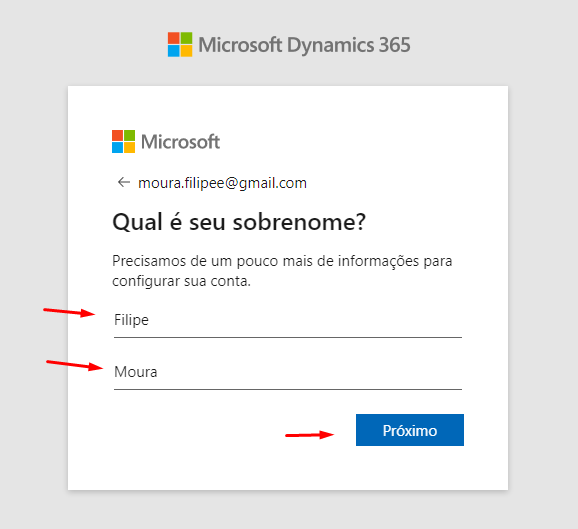 Microsoft Dynamics 365
Microsoft
← moura.filipee@gmail.com
Qual é seu sobrenome?
Precisamos de um pouco mais de informações para
configurar sua conta.
Filipe
Moura
Próximo